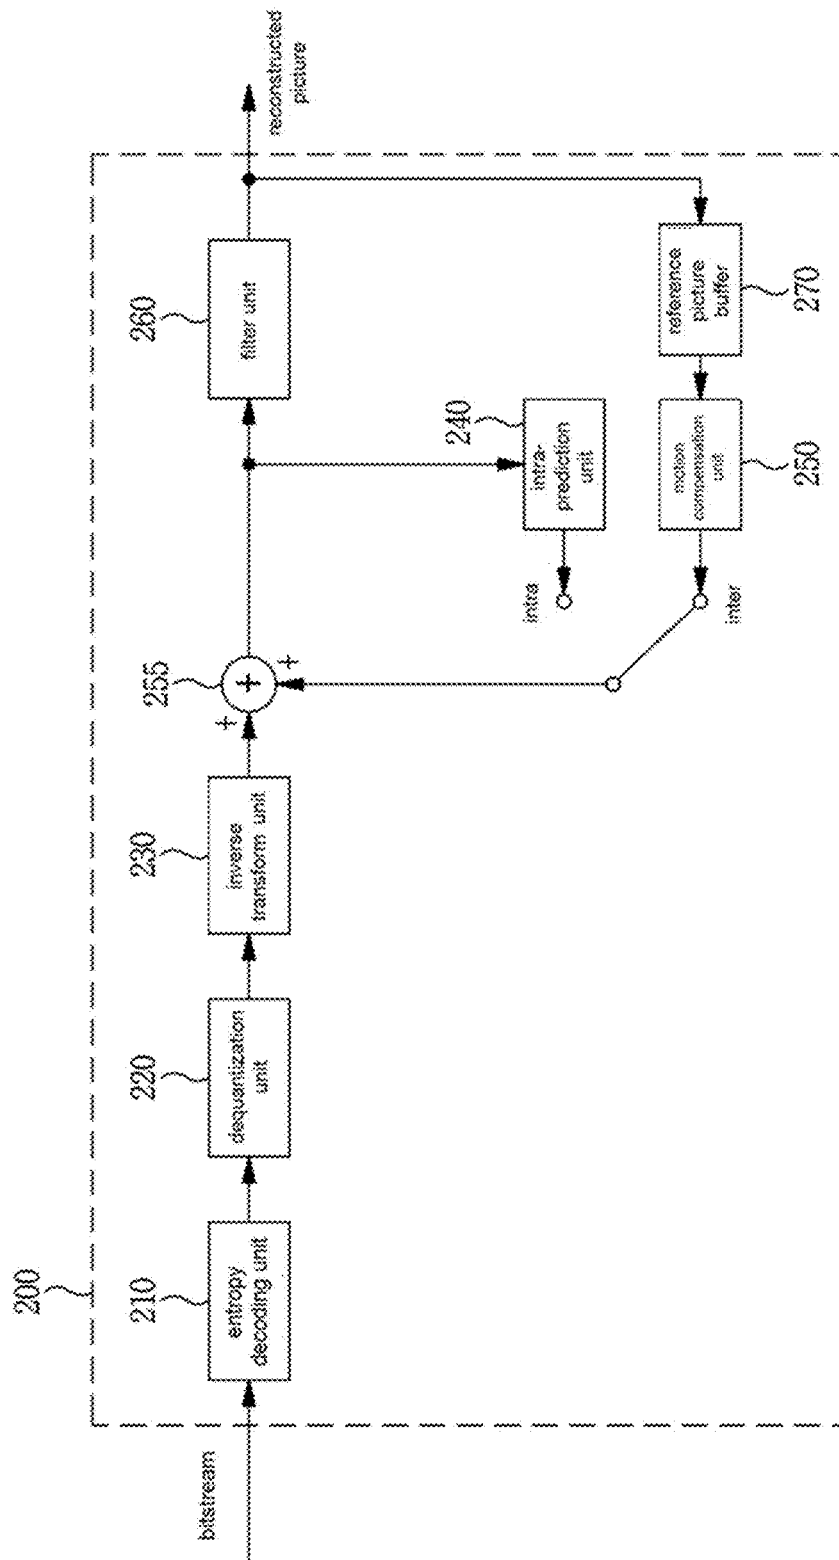 200
bitstream
210
entropy
decoding unit
220
dequantization
unit
230
inverse
transform unit
255
+
+
+
260
filter unit
reconstructed
picture
240
intra-
prediction
unit
intra
inter
motion
compensation
unit
250
reference
picture
buffer
270